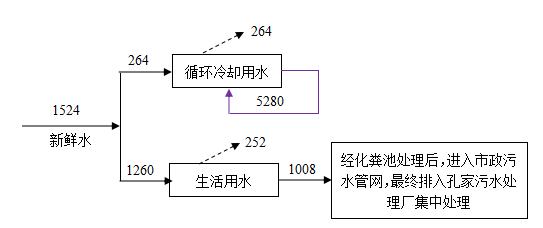 264
264
循环冷却用水
5280
1524
新鲜水
252
1260
生活用水
1008
经化粪池处理后，进入市政污
水管网，最终排入孔家污水处
理厂集中处理